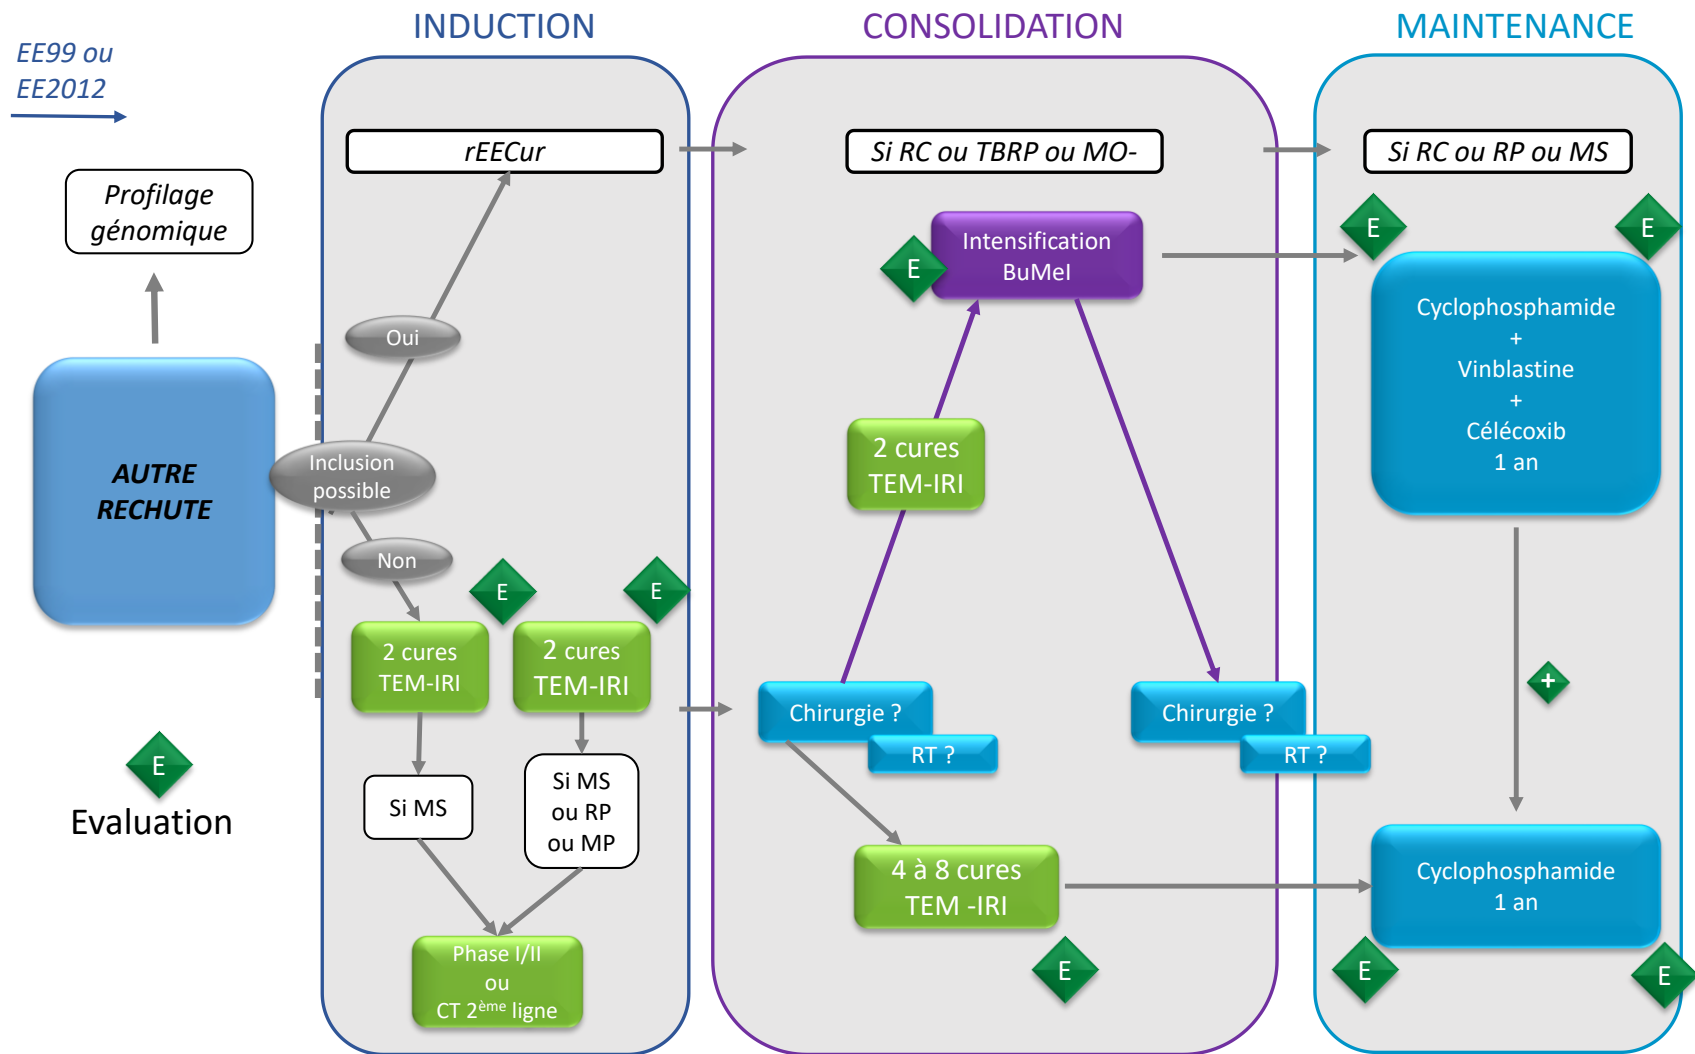 INDUCTION
CONSOLIDATION
MAINTENANCE
EE99 ou
EE2012
rEECur
Si RC ou TBRP ou MO-
Si RC ou RP ou MS
Profilage
génomique
E
E
Intensification
BuMel
E
Oui
Cyclophosphamide
+
Vinblastine
+
Célécoxib
1 an
AUTRE
RECHUTE
Inclusion
possible
2 cures
TEM-IRI
Non
E
E
2 cures
TEM-IRI
2 cures
TEM-IRI
+
Chirurgie ?
RT ?
Chirurgie ?
RT ?
E
Evaluation
Si MS
Si MS
ou RP
ou MP
4 à 8 cures
TEM -IRI
Cyclophosphamide
1 an
Phase I/II
ou
CT 2ème ligne
E
E
E